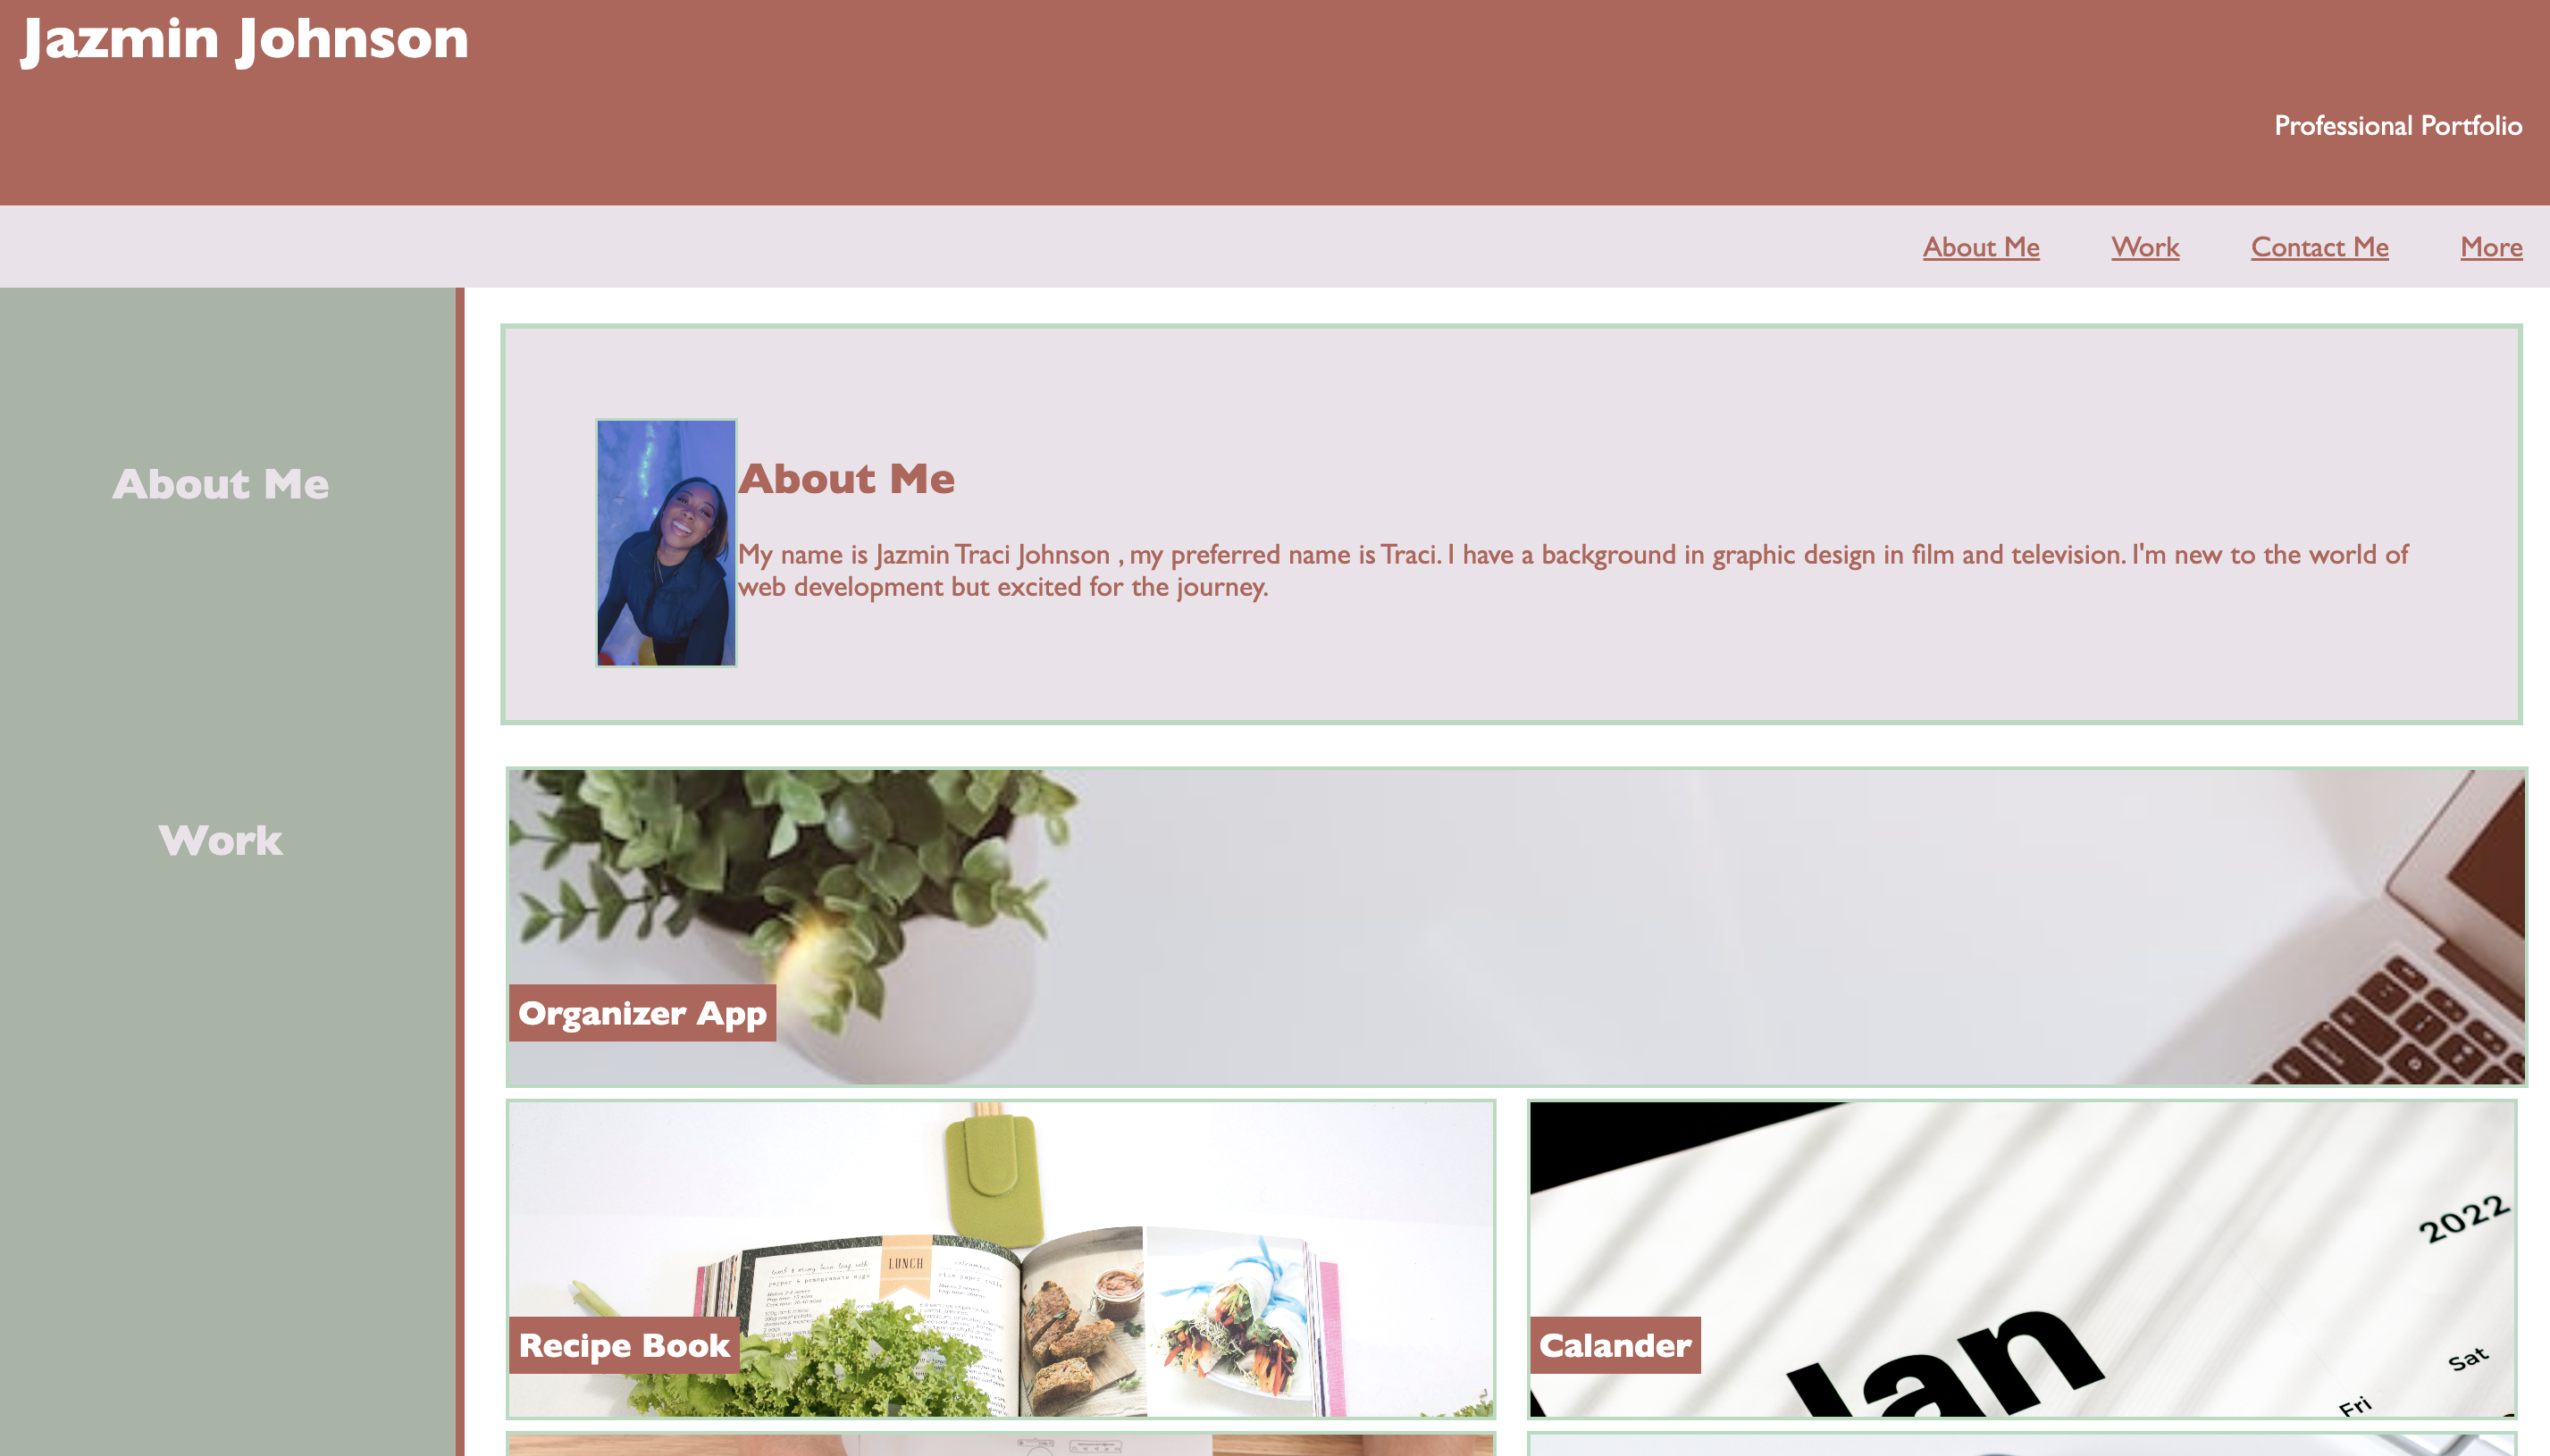 Jazmin Johnson
Professional Portfolio
About Me
Work
Contact Me
More
About Me
About Me
My name is Jazmin Traci Johnson , my preferred name is Traci. I have a background in graphic design in film and television. I'm new to the world of
web development but excited for the journey.
Work
Organizer App
LUNCH
Recipe Book
2022
Jan
Sat
Fri
Calander